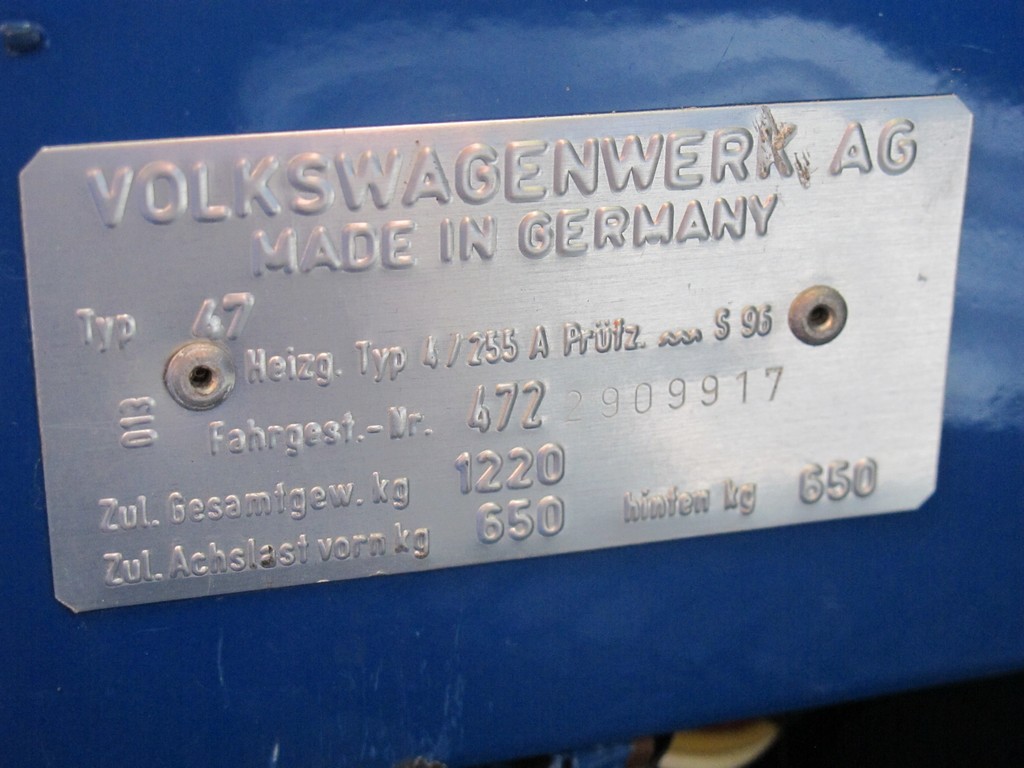 VOLKSWAGENWERK AG
MADE IN GERMANY
Typ 47
Heizg. Typ 4/255 A Prüfz. ~~~ S 96
013
Fahrgest.-Nr. 472 2909917
Zul. Gesamtgew. kg 1220
Zul. Achslast vorn kg 650 hinten kg 650